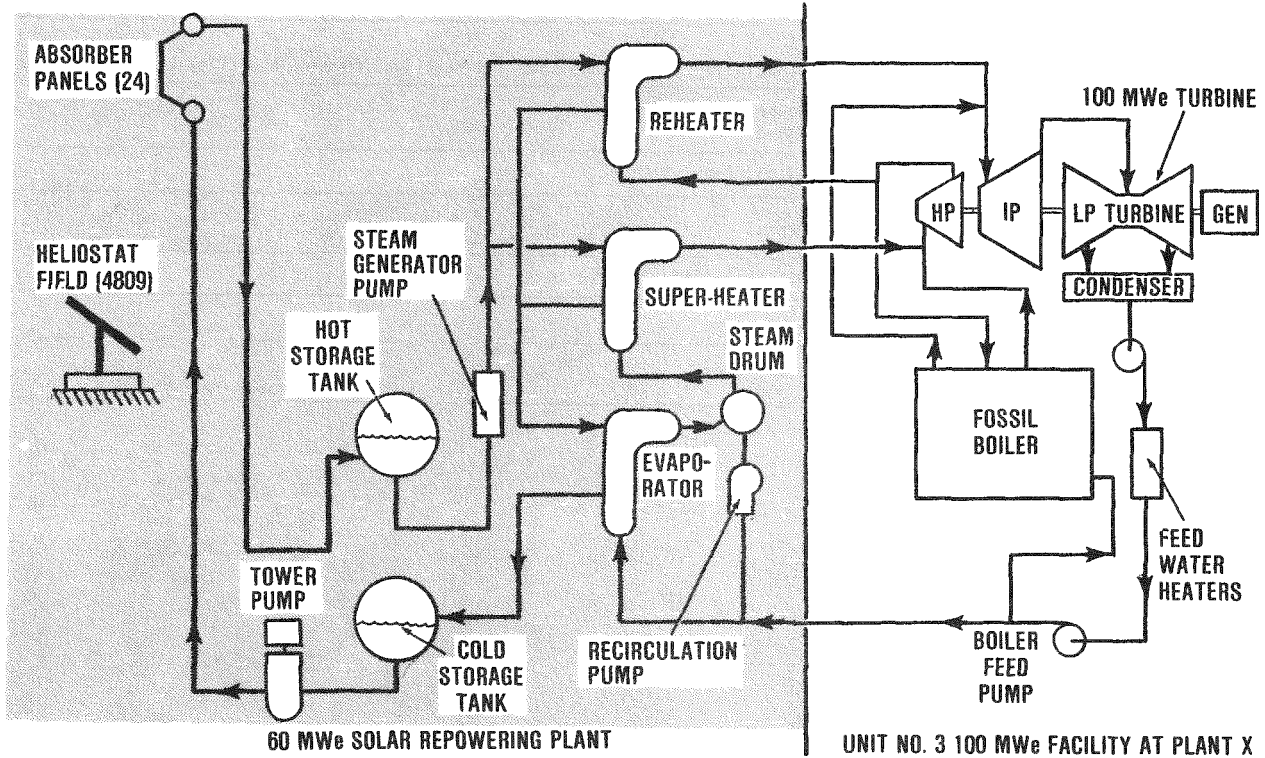 ABSORBER
PANELS (24)
REHEATER
100 MWe TURBINE
HP
IP
LP TURBINE
GEN
HELIOSTAT
FIFLD (4809)
STEAM
GENERATOR
PUMP
SUPER-HEATER
CONDENSER
HOT
STORAGE
TANK
STEAM
DRUM
FOSSIL
BOILER
EVAPO-
RATOR
FEED
WATER
HEATERS
TOWER
PUMP
COLD
STORAGE
TANK
RECIRCULATION
PUMP
BOILER
FEED
PUMP
60 MWe SOLAR REPOWERING PLANT
UNIT NO. 3 100 MWe FACILITY AT PLANT X